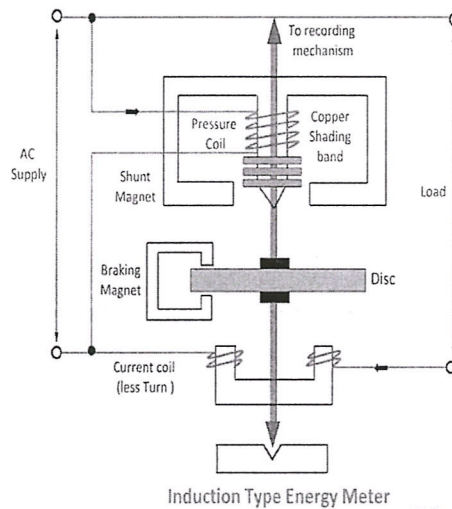 To recording
mechanism
Pressure
Coil
Copper
Shading
band
AC
Supply
Shunt
Magnet
Load
Braking
Magnet
Disc
Current coil
(less Turn )
Induction Type Energy Meter